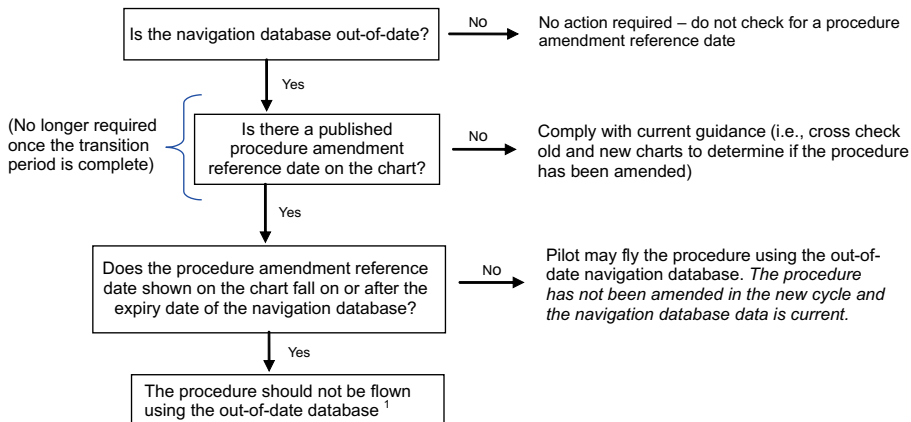 Is the navigation database out-of-date?
No
No action required – do not check for a procedure
amendment reference date
Yes
(No longer required
once the transition
period is complete)
Is there a published
procedure amendment
reference date on the chart?
No
Comply with current guidance (i.e., cross check
old and new charts to determine if the procedure
has been amended)
Yes
Does the procedure amendment reference
date shown on the chart fall on or after the
expiry date of the navigation database?
No
Pilot may fly the procedure using the out-of-
date navigation database. The procedure
has not been amended in the new cycle and
the navigation database data is current.
Yes
The procedure should not be flown
using the out-of-date database 1